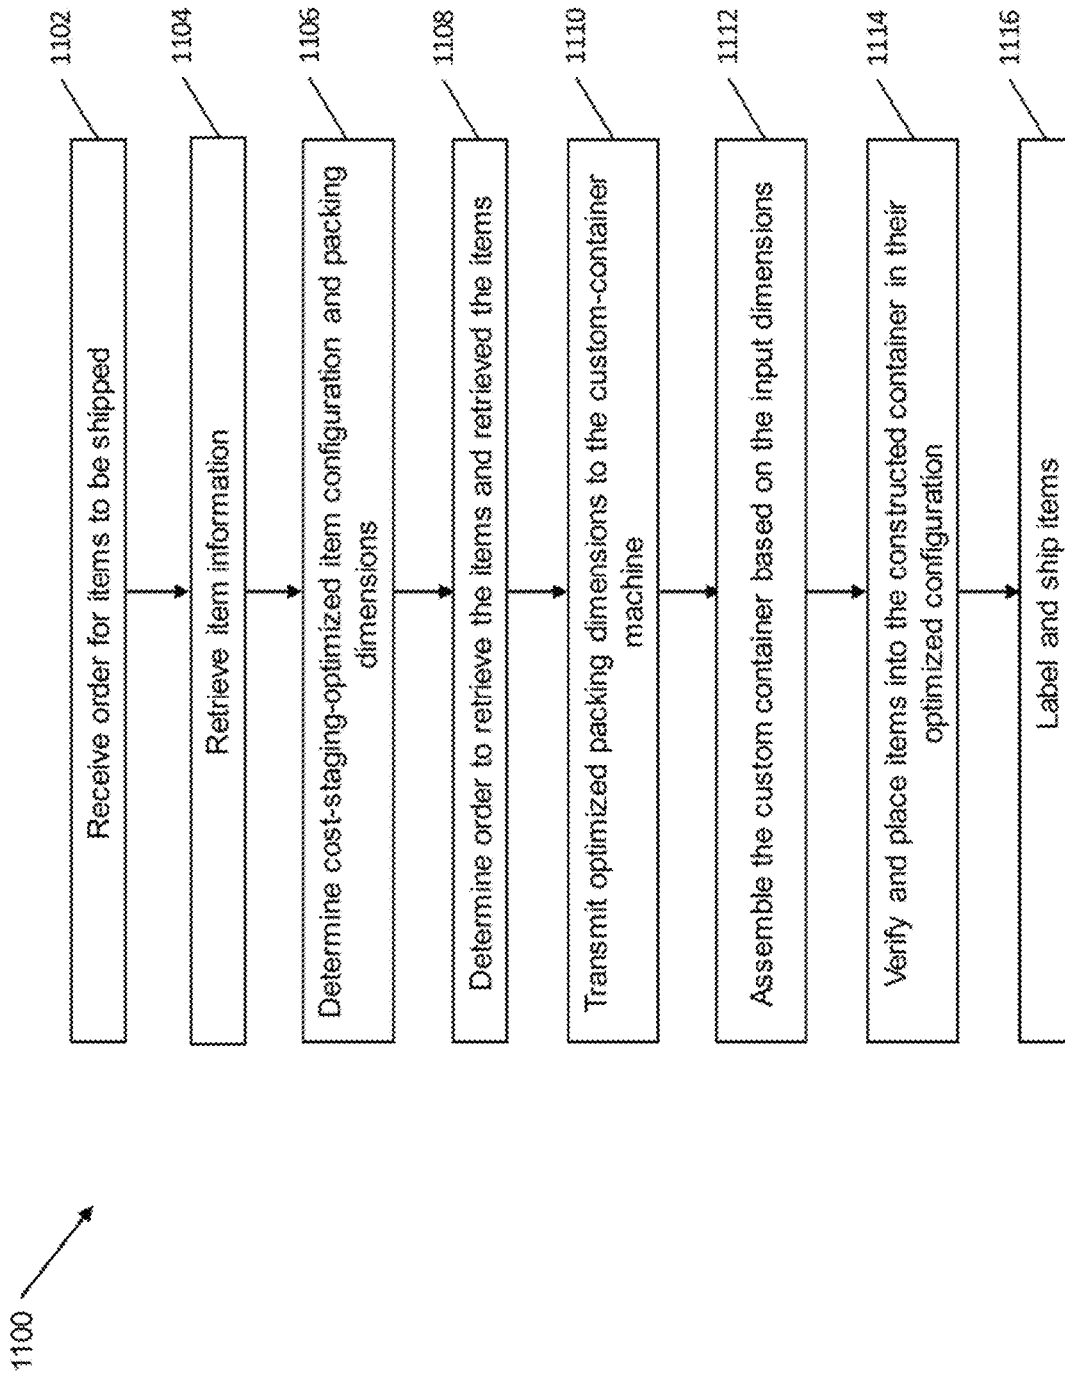 1100
Receive order for items to be shipped
1102
Retrieve item information
1104
Determine cost-staging-optimized item configuration and packing
dimensions
1106
Determine order to retrieve the items and retrieved the items
1108
Transmit optimized packing dimensions to the custom-container
machine
1110
Assemble the custom container based on the input dimensions
1112
Verify and place items into the constructed container in their
optimized configuration
1114
Label and ship items
1116